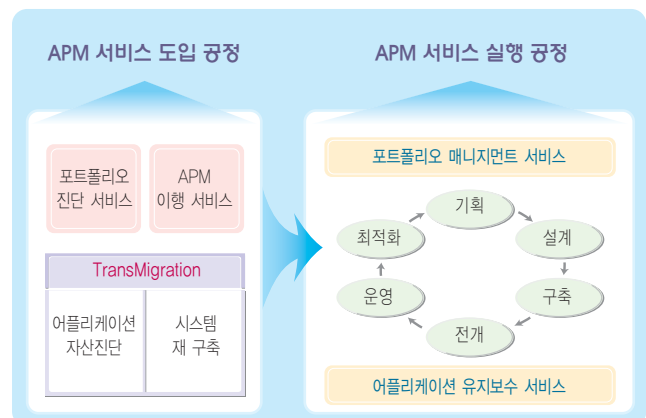 APM 서비스 도입 공정
포트폴리오
진단 서비스
APM
이행 서비스
TransMigration
어플리케이션
자산진단
시스템
재 구축
APM 서비스 실행 공정
포트폴리오 매니지먼트 서비스
기획
설계
구축
전개
운영
최적화
어플리케이션 유지보수 서비스